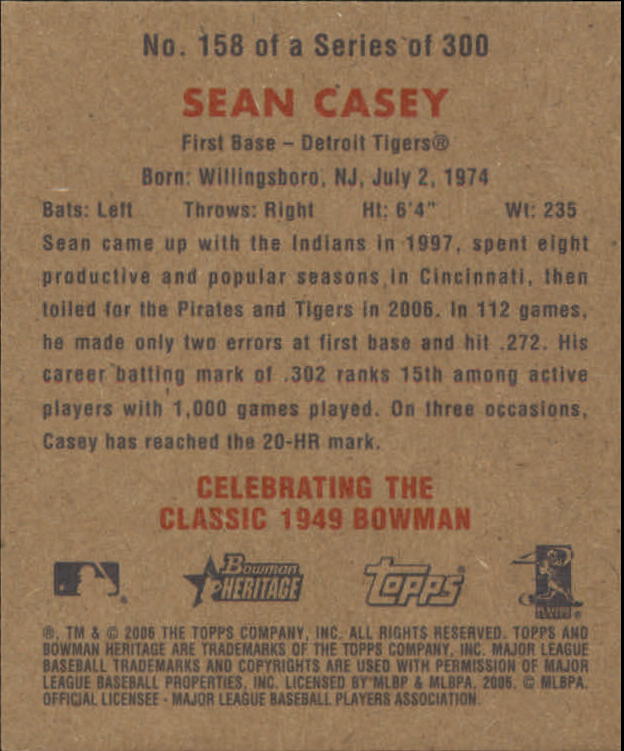 No. 158 of a Series of 300
SEAN CASEY
First Base – Detroit Tigers®
Born: Willingsboro, NJ, July 2, 1974
Bats: Left Throws: Right Ht: 6'4" Wt: 235
Sean came up with the Indians in 1997, spent eight
productive and popular seasons in Cincinnati, then
toiled for the Pirates and Tigers in 2006. In 112 games,
he made only two errors at first base and hit .272. His
career batting mark of .302 ranks 15th among active
players with 1,000 games played. On three occasions,
Casey has reached the 20-HR mark.
CELEBRATING THE
CLASSIC 1949 BOWMAN
Bowman
HERITAGE
topps®
®, TM & © 2006 THE TOPPS COMPANY, INC. ALL RIGHTS RESERVED. TOPPS AND
BOWMAN HERITAGE ARE TRADEMARKS OF THE TOPPS COMPANY, INC. MAJOR LEAGUE
BASEBALL TRADEMARKS AND COPYRIGHTS ARE USED WITH PERMISSION OF MAJOR
LEAGUE BASEBALL PROPERTIES, INC. LICENSED BY MLBP & MLBPA, 2006. © MLBPA.
OFFICIAL LICENSEE - MAJOR LEAGUE BASEBALL PLAYERS ASSOCIATION.